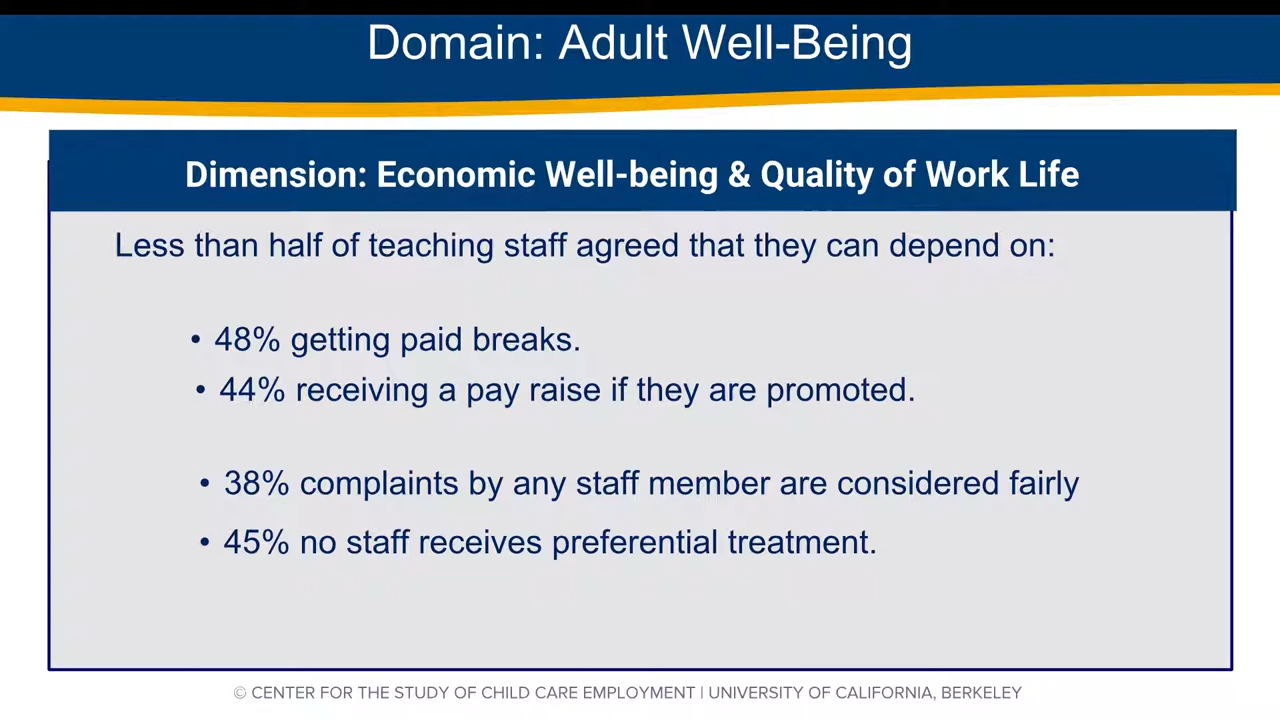 Domain: Adult Well-Being
Dimension: Economic Well-being & Quality of Work Life
Less than half of teaching staff agreed that they can depend on:
• 48% getting paid breaks.
• 44% receiving a pay raise if they are promoted.
• 38% complaints by any staff member are considered fairly
• 45% no staff receives preferential treatment.
© CENTER FOR THE STUDY OF CHILD CARE EMPLOYMENT | UNIVERSITY OF CALIFORNIA, BERKELEY